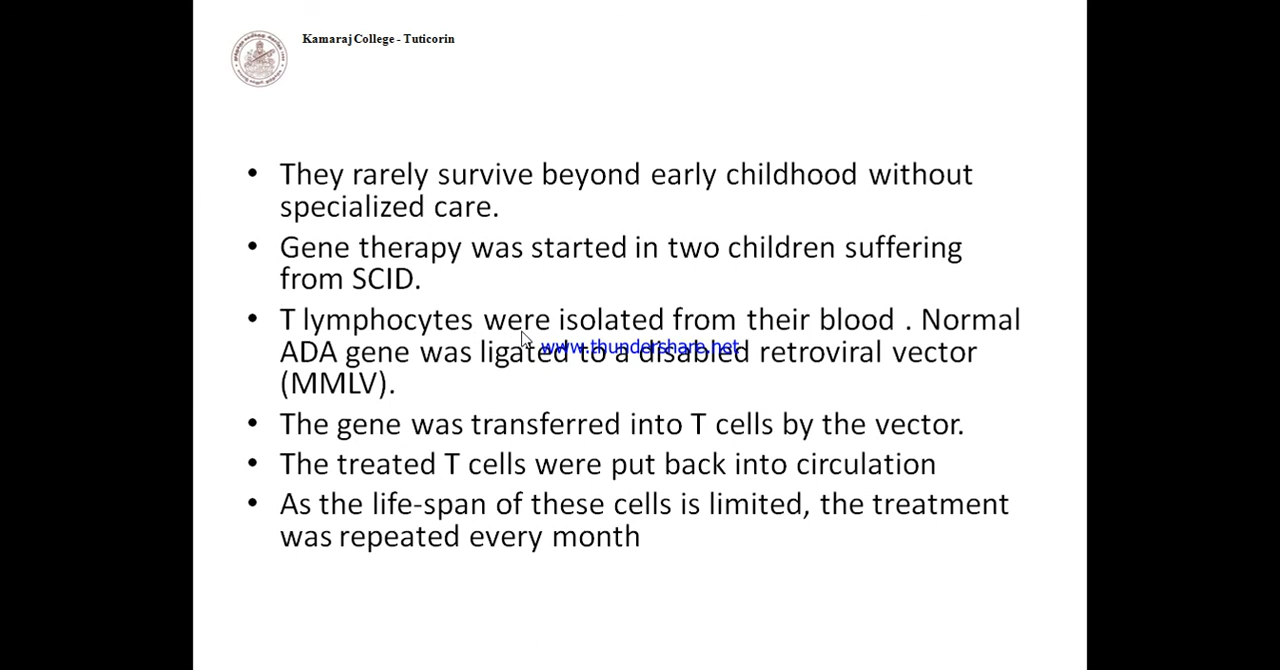 Kamaraj College - Tuticorin
• They rarely survive beyond early childhood without
specialized care.
• Gene therapy was started in two children suffering
from SCID.
• T lymphocytes were isolated from their blood . Normal
ADA gene was ligated to a disabled retroviral vector
www.thundershare.net
(MMLV).
• The gene was transferred into T cells by the vector.
• The treated T cells were put back into circulation
• As the life-span of these cells is limited, the treatment
was repeated every month